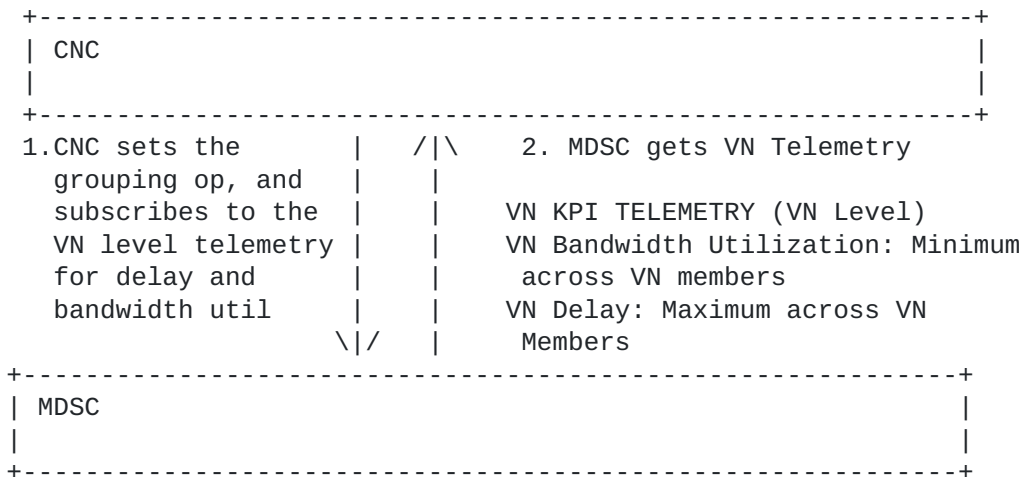 +------------------------------------------------------------+
| CNC                                                        |
|                                                            |
+------------------------------------------------------------+
1.CNC sets the       |   /|\    2. MDSC gets VN Telemetry
  grouping op, and   |    |
  subscribes to the  |    |    VN KPI TELEMETRY (VN Level)
  VN level telemetry |    |    VN Bandwidth Utilization: Minimum
  for delay and      |    |     across VN members
  bandwidth util     |    |    VN Delay: Maximum across VN
                    \|/   |     Members
+------------------------------------------------------------+
| MDSC                                                       |
|                                                            |
+------------------------------------------------------------+